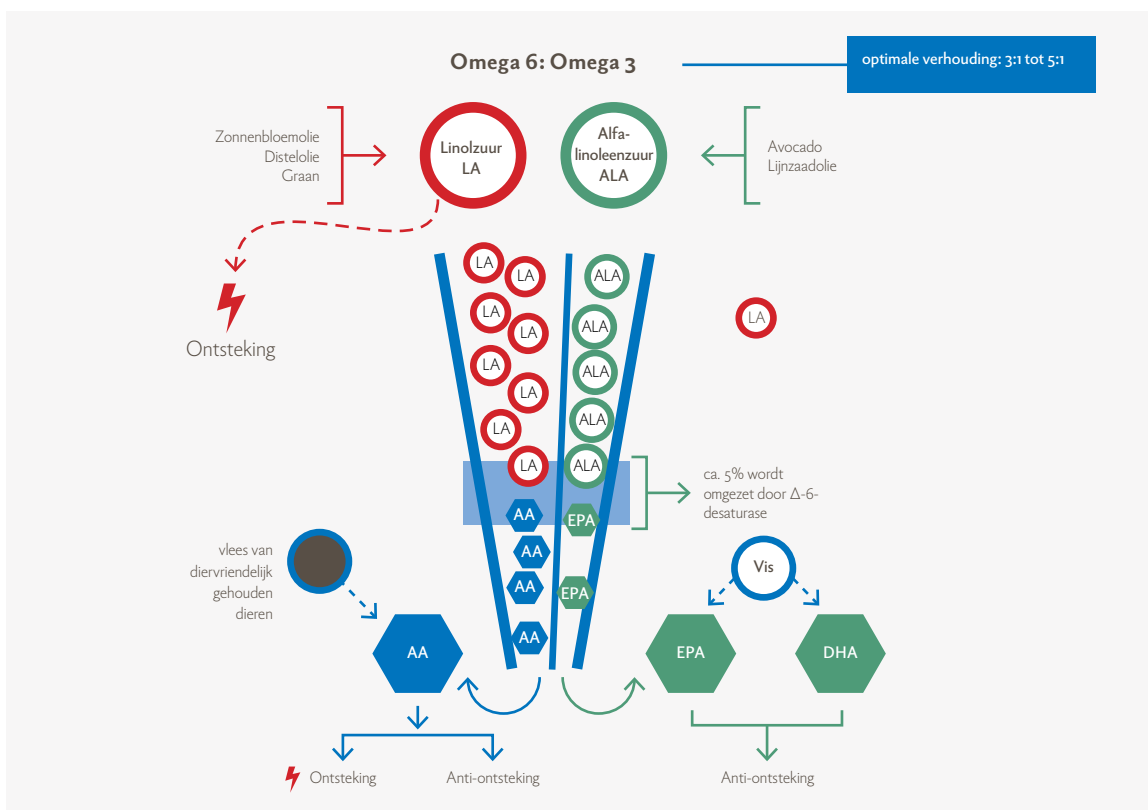 Omega 6: Omega 3
optimale verhouding: 3:1 tot 5:1
Zonnenbloemolie
Distelolie
Graan
Linolzuur
LA
Alfa-
linoleenzuur
ALA
Avocado
Lijnzaadolie
LA
LA
ALA
LA
LA
ALA
LA
Ontsteking
LA
ALA
LA
LA
ALA
LA
ALA
ca. 5% wordt
omgezet door Δ-6-
desaturase
AA
EPA
AA
AA
EPA
AA
vlees van
diervriendelijk
gehouden
dieren
Vis
AA
EPA
DHA
Ontsteking
Anti-ontsteking
Anti-ontsteking